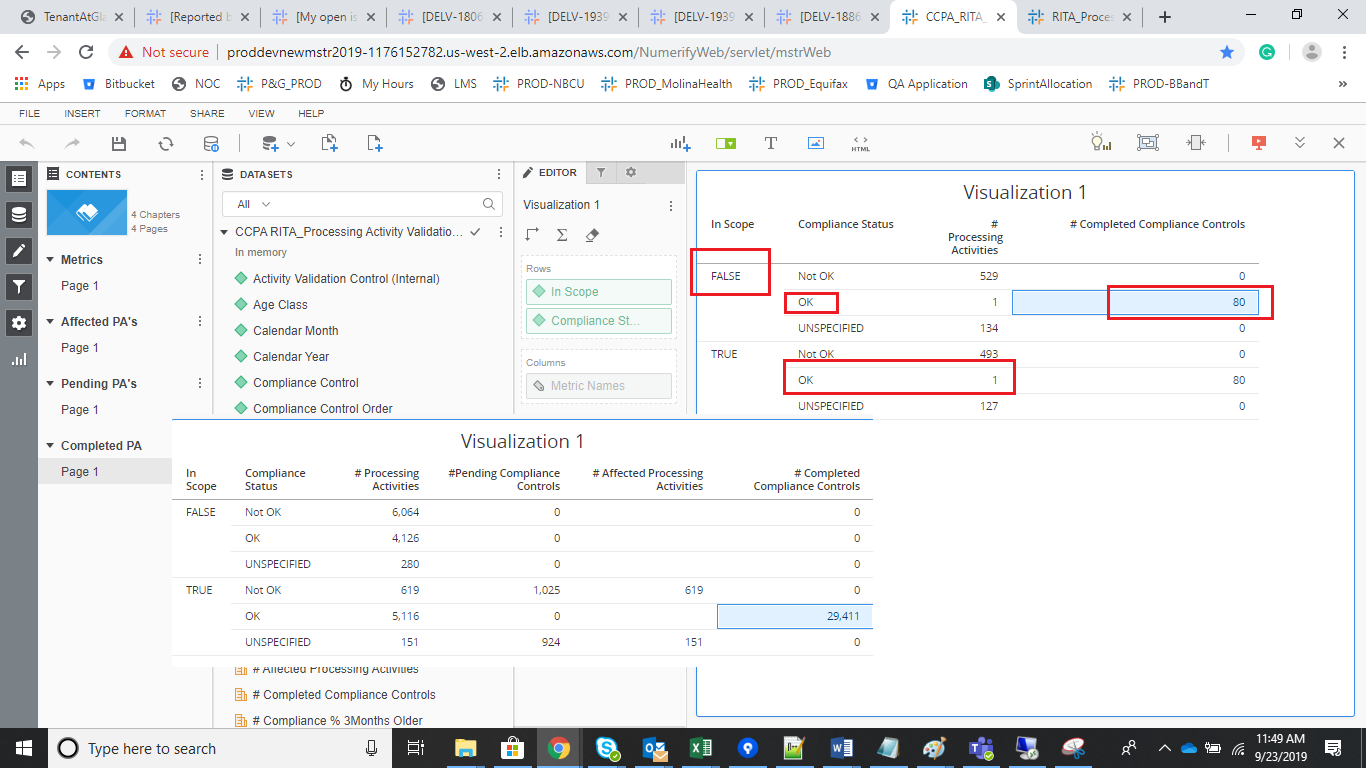 TenantAtGla
[Reported b
[My open is
[DELV-1806
[DELV-1939
[DELV-1939
[DELV-1886
CCPA_RITA_
RITA_Proces
Not secure
proddevnewmstr2019-1176152782.us-west-2.elb.amazonaws.com/NumerifyWeb/servlet/mstrWeb
Apps
Bitbucket
NOC
P&G_PROD
My Hours
LMS
PROD-NBCU
PROD_MolinaHealth
PROD_Equifax
QA Application
SprintAllocation
PROD-BBandT
»
FILE INSERT FORMAT SHARE VIEW HELP
HTML
CONTENTS
4 Chapters
4 Pages
Metrics
Page 1
Affected PA's
Page 1
Pending PA's
Page 1
Completed PA
Page 1
DATASETS
All
CCPA RITA_Processing Activity Validatio...
In memory
Activity Validation Control (Internal)
Age Class
Calendar Month
Calendar Year
Compliance Control
Compliance Control Order
EDITOR
Visualization 1
Rows
In Scope
Compliance St...
Columns
Metric Names
Visualization 1
In Scope Compliance Status # Processing Activities # Completed Compliance Controls
FALSE Not OK 529 0
OK 1 80
UNSPECIFIED 134 0
TRUE Not OK 493 0
OK 1 80
UNSPECIFIED 127 0
Visualization 1
In Scope Compliance Status # Processing Activities #Pending Compliance Controls # Affected Processing Activities # Completed Compliance Controls
FALSE Not OK 6,064 0 0
OK 4,126 0 0
UNSPECIFIED 280 0 0
TRUE Not OK 619 1,025 619 0
OK 5,116 0 29,411
UNSPECIFIED 151 924 151 0
# Affected Processing Activities
# Completed Compliance Controls
# Compliance % 3Months Older
Type here to search
11:49 AM
9/23/2019